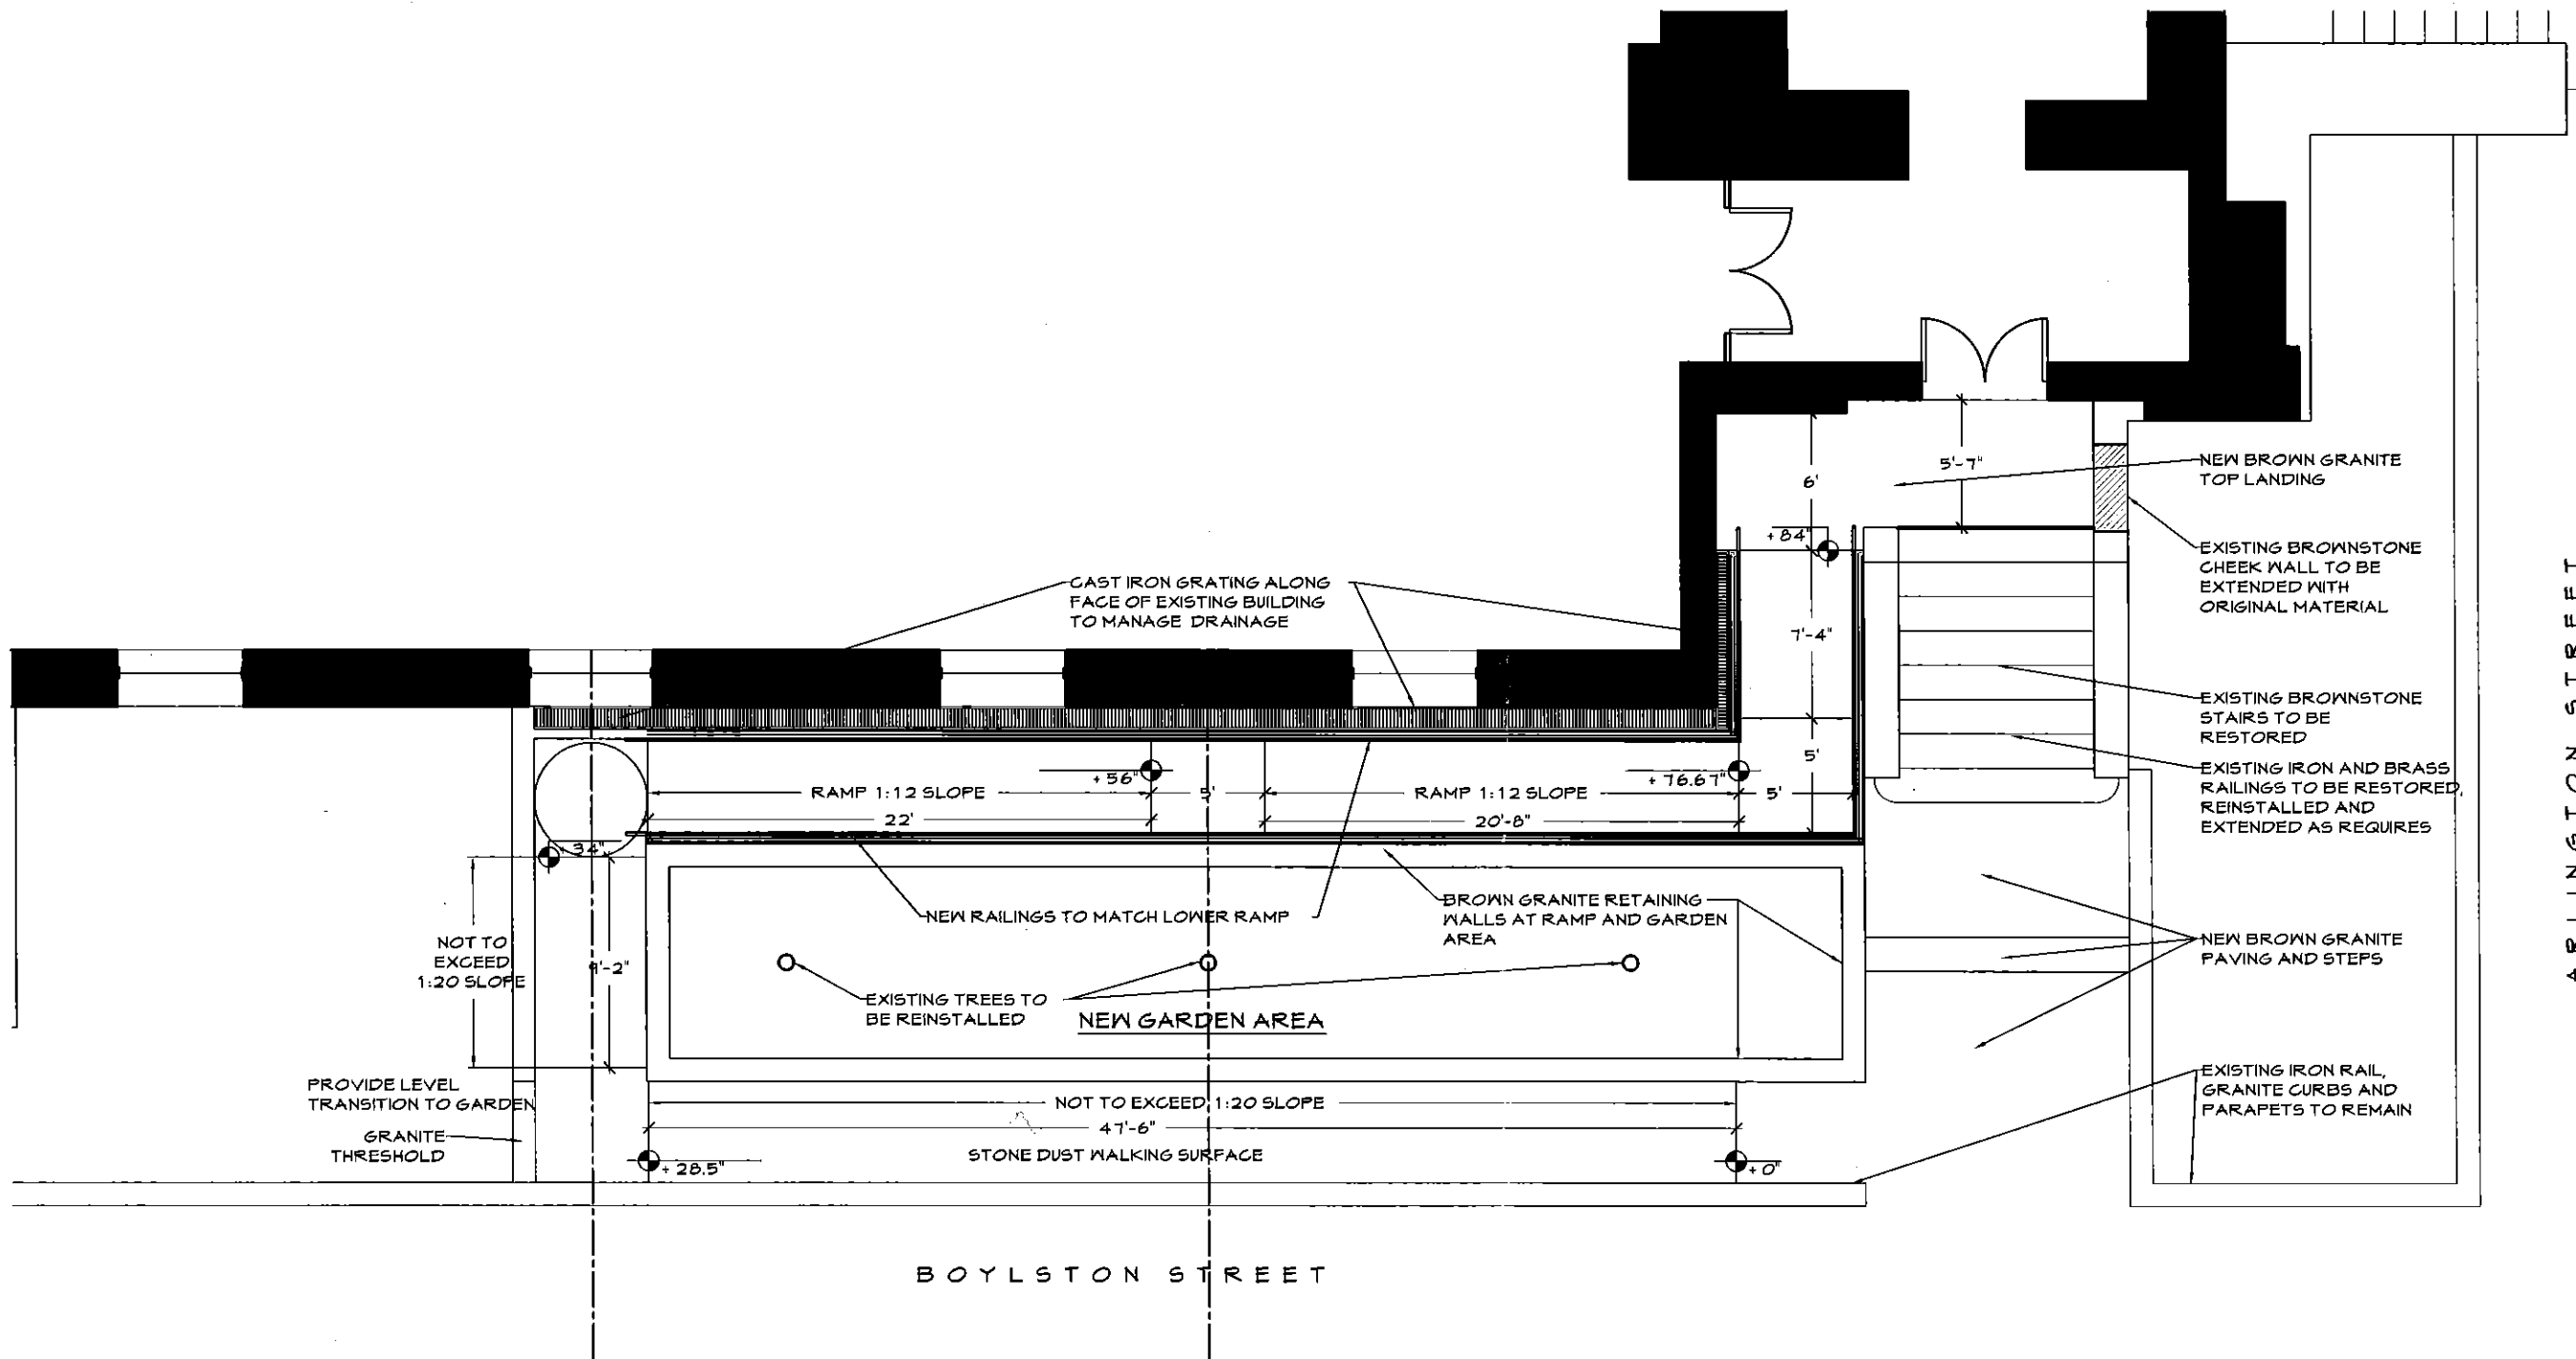 5'-7"
NEW BROWN GRANITE
TOP LANDING
6'
+84"
EXISTING BROWNSTONE
CHEEK WALL TO BE
EXTENDED WITH
ORIGINAL MATERIAL
CAST IRON GRATING ALONG
FACE OF EXISTING BUILDING
TO MANAGE DRAINAGE
7'-4"
EXISTING BROWNSTONE
STAIRS TO BE
RESTORED
5'
EXISTING IRON AND BRASS
RAILINGS TO BE RESTORED,
REINSTALLED AND
EXTENDED AS REQUIRES
+56"
+76.67"
RAMP 1:12 SLOPE
5'
RAMP 1:12 SLOPE
5'
22'
20'-8"
+34"
NEW RAILINGS TO MATCH LOWER RAMP
BROWN GRANITE RETAINING
WALLS AT RAMP AND GARDEN
AREA
NOT TO
EXCEED
1:20 SLOPE
9'-2"
NEW BROWN GRANITE
PAVING AND STEPS
EXISTING TREES TO
BE REINSTALLED
NEW GARDEN AREA
PROVIDE LEVEL
TRANSITION TO GARDEN
GRANITE
THRESHOLD
NOT TO EXCEED 1:20 SLOPE
47'-6"
STONE DUST WALKING SURFACE
+28.5"
+0"
EXISTING IRON RAIL,
GRANITE CURBS AND
PARAPETS TO REMAIN
BOYLSTON STREET
ARLINGTON STREET